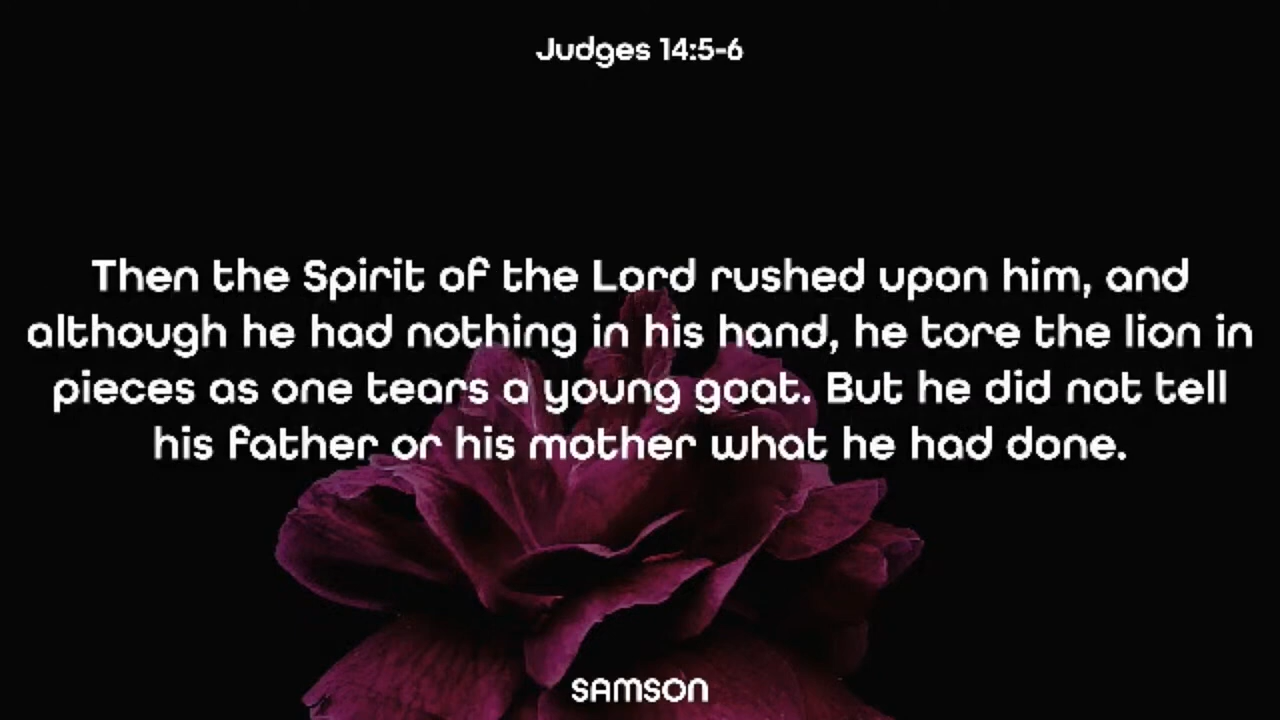 Judges 14:5-6
Then the Spirit of the Lord rushed upon him, and
although he had nothing in his hand, he tore the lion in
pieces as one tears a young goat. But he did not tell
his father or his mother what he had done.
SAMSON